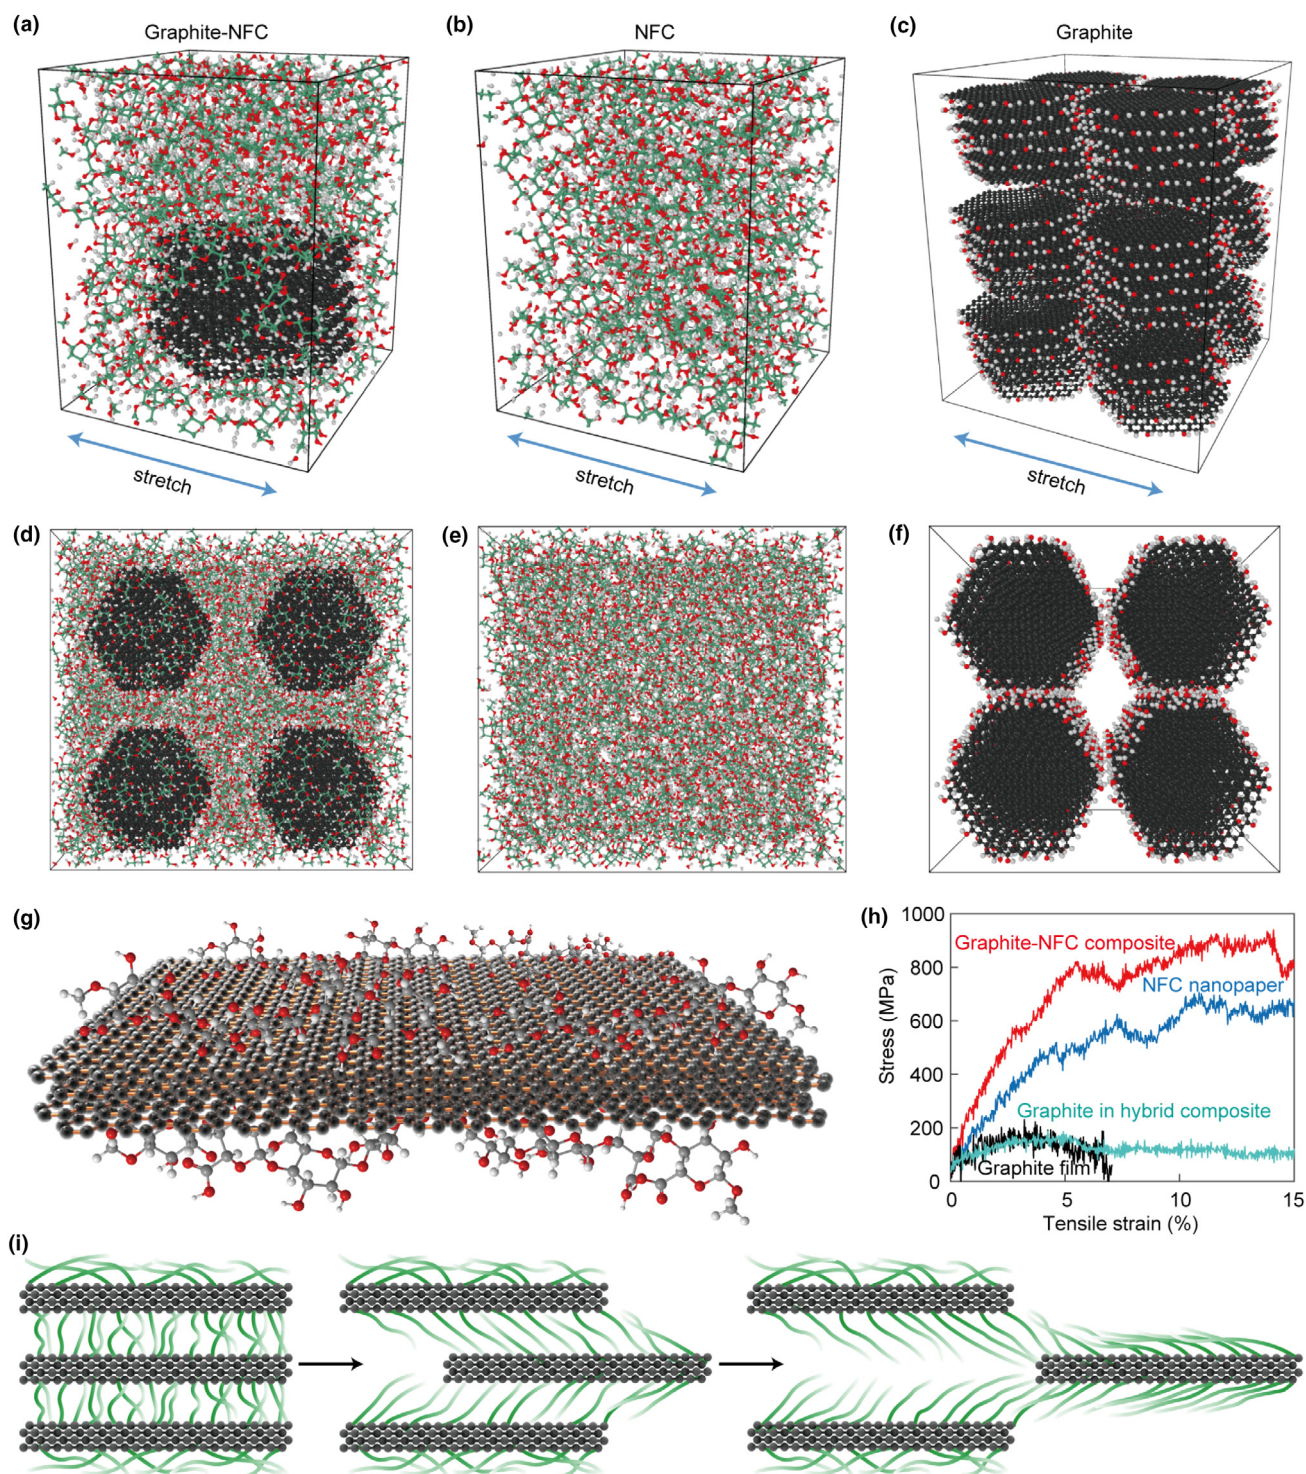 (a)
Graphite-NFC
(b)
NFC
(c)
Graphite
stretch
stretch
stretch
(d)
(e)
(f)
(g)
(h)
1000
800
600
400
200
0
Stress (MPa)
Graphite-NFC composite
NFC nanopaper
Graphite in hybrid composite
Graphite film
0
5
10
15
Tensile strain (%)
(i)